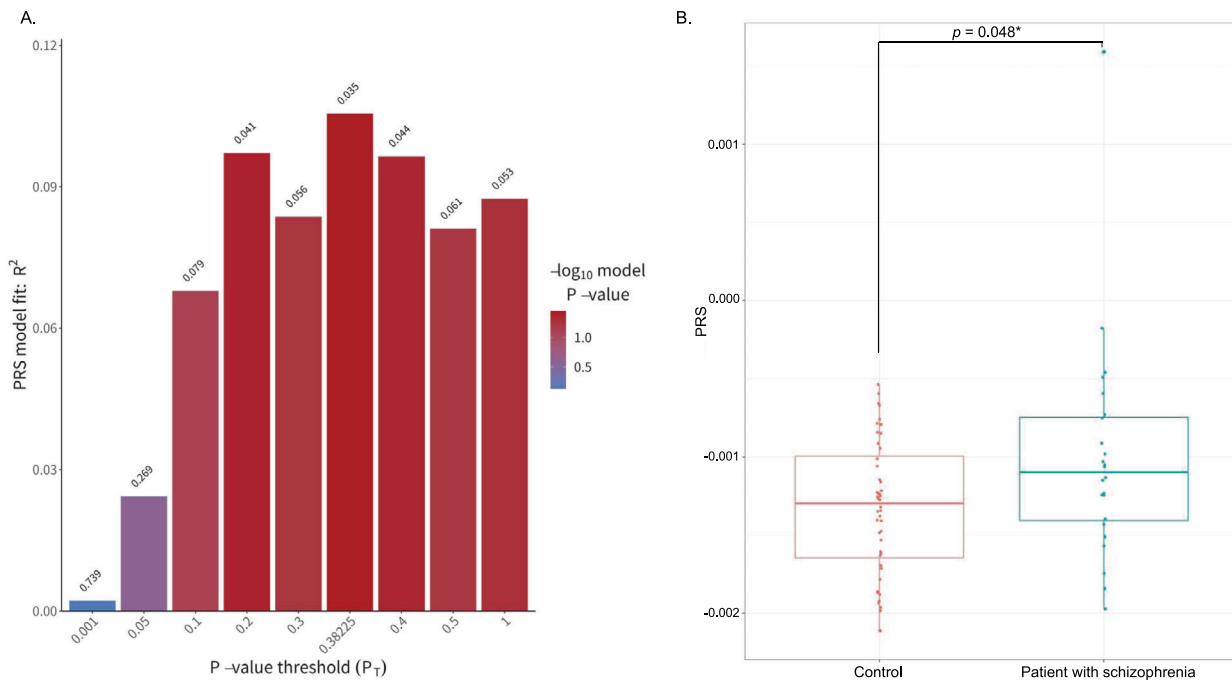 A.
PRS model fit: R²
0.12
0.09
0.06
0.03
0.00
0.739
0.269
0.079
0.041
0.056
0.035
0.044
0.061
0.053
0.001
0.05
0.1
0.2
0.3
0.38225
0.4
0.5
1
P –value threshold (P_T)
–log₁₀ model
P –value
1.0
0.5
B.
p = 0.048*
PRS
0.001
0.000
-0.001
-0.002
Control
Patient with schizophrenia